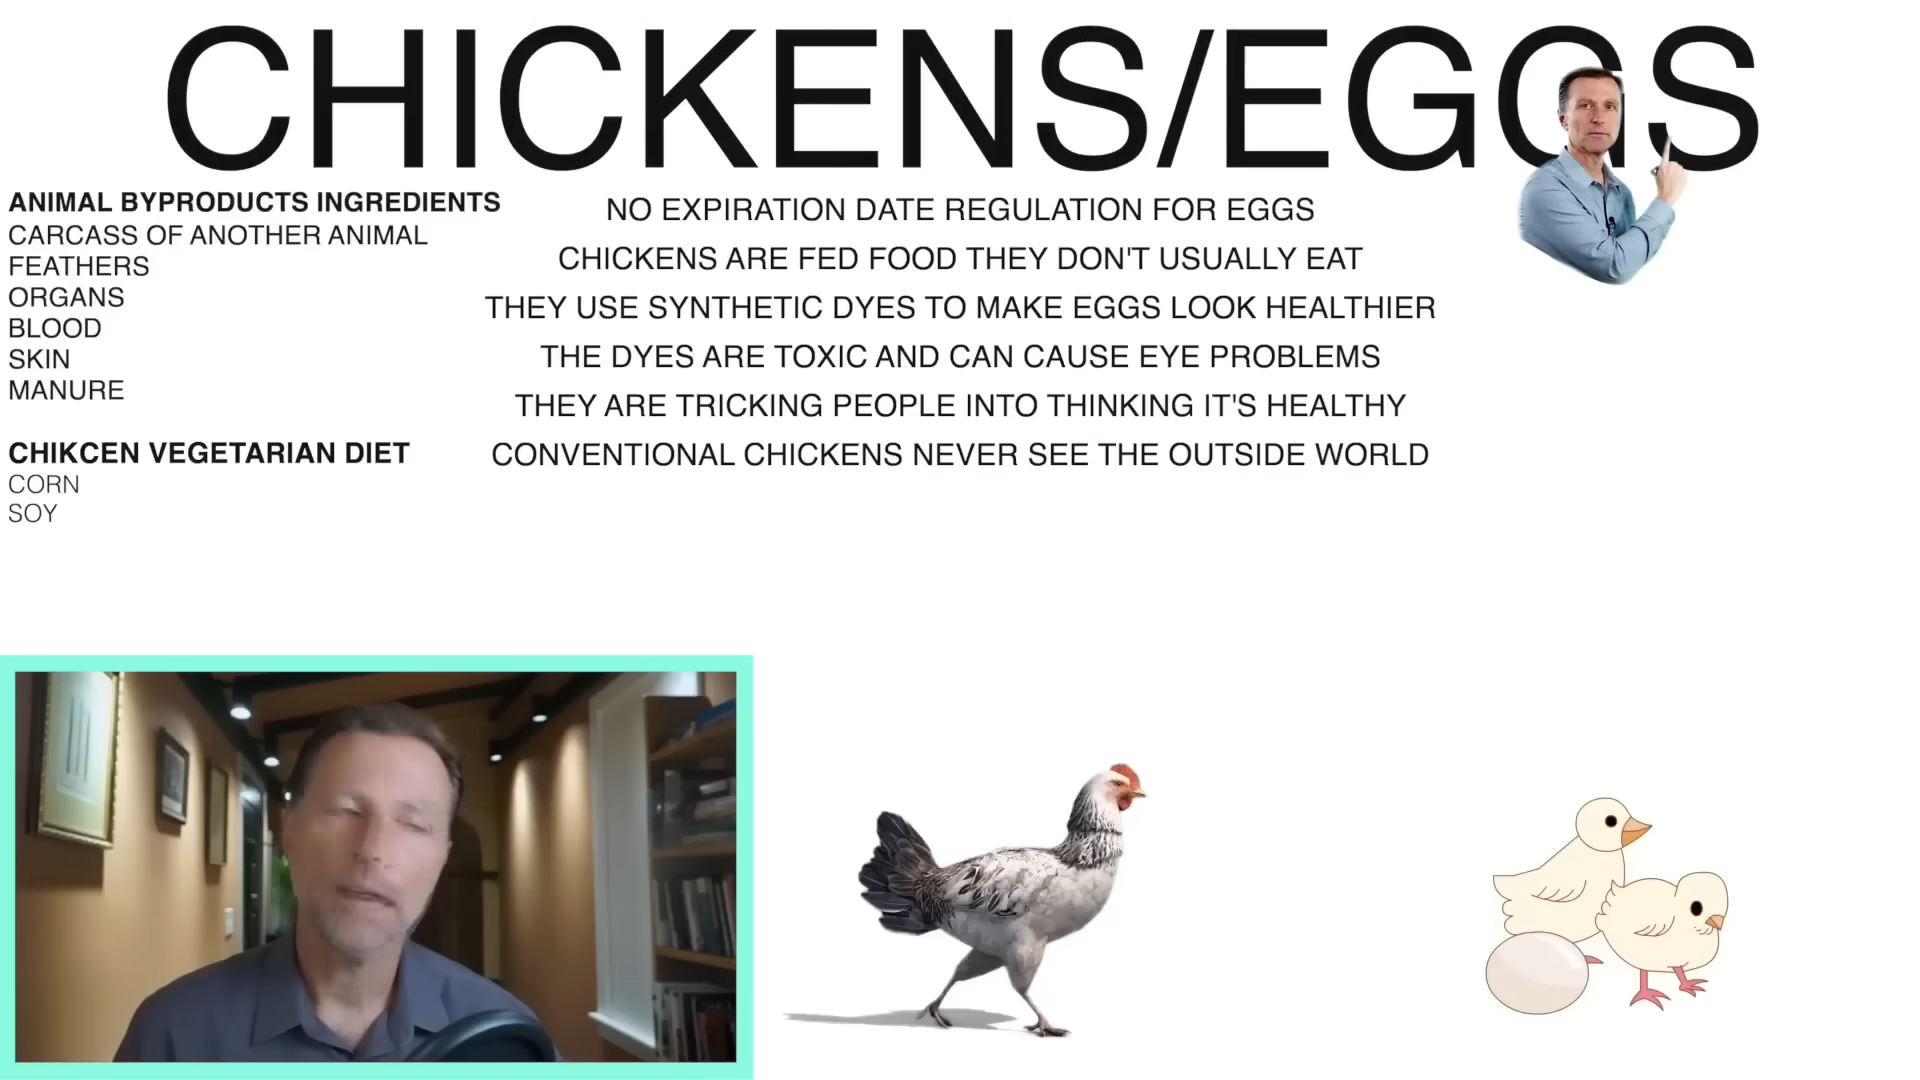 CHICKENS/EGGS
ANIMAL BYPRODUCTS INGREDIENTS
CARCASS OF ANOTHER ANIMAL
FEATHERS
ORGANS
BLOOD
SKIN
MANURE
CHIKCEN VEGETARIAN DIET
CORN
SOY
NO EXPIRATION DATE REGULATION FOR EGGS
CHICKENS ARE FED FOOD THEY DON'T USUALLY EAT
THEY USE SYNTHETIC DYES TO MAKE EGGS LOOK HEALTHIER
THE DYES ARE TOXIC AND CAN CAUSE EYE PROBLEMS
THEY ARE TRICKING PEOPLE INTO THINKING IT'S HEALTHY
CONVENTIONAL CHICKENS NEVER SEE THE OUTSIDE WORLD